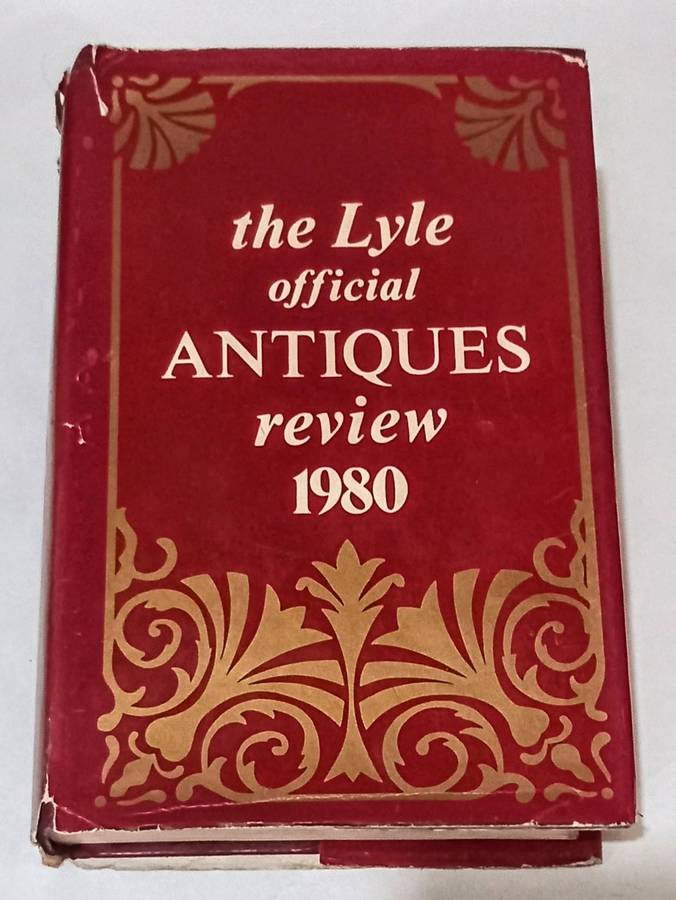 the Lyle
official
ANTIQUES
review
1980